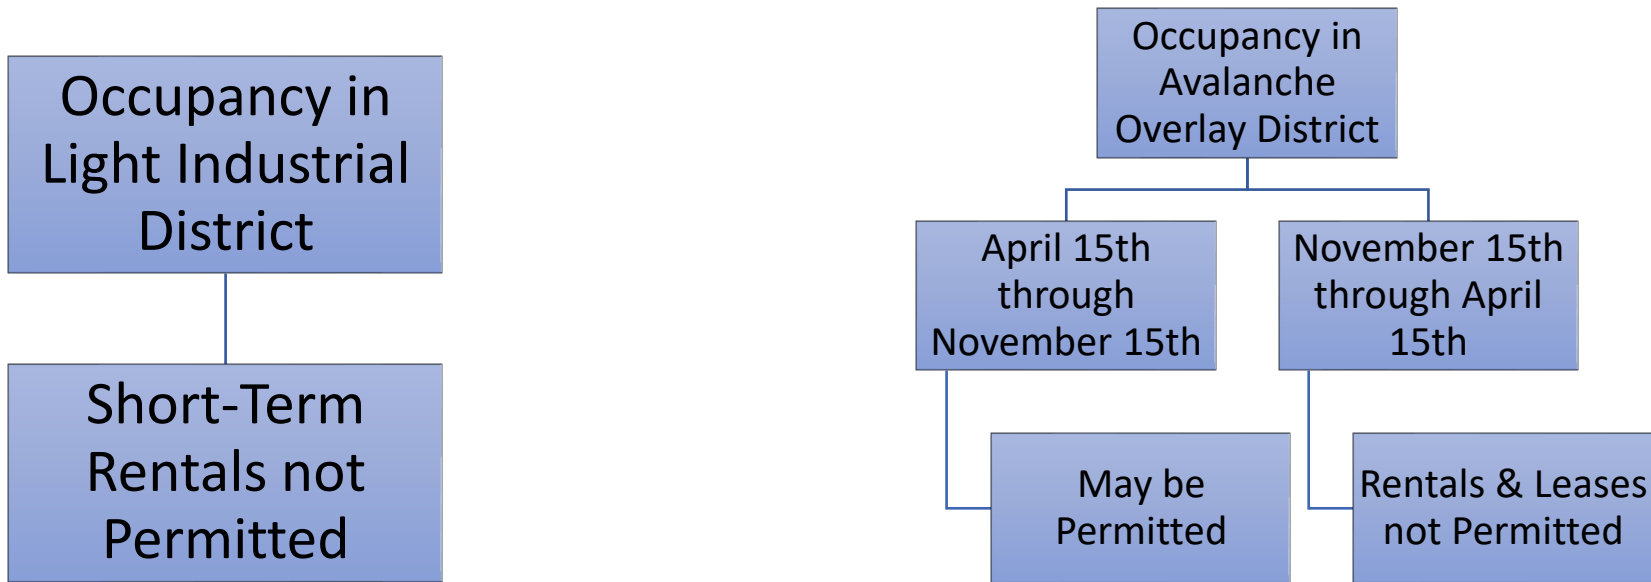 Occupancy in
Light Industrial
District
Short-Term
Rentals not
Permitted
Occupancy in
Avalanche
Overlay District
April 15th
through
November 15th
November 15th
through April
15th
May be
Permitted
Rentals & Leases
not Permitted